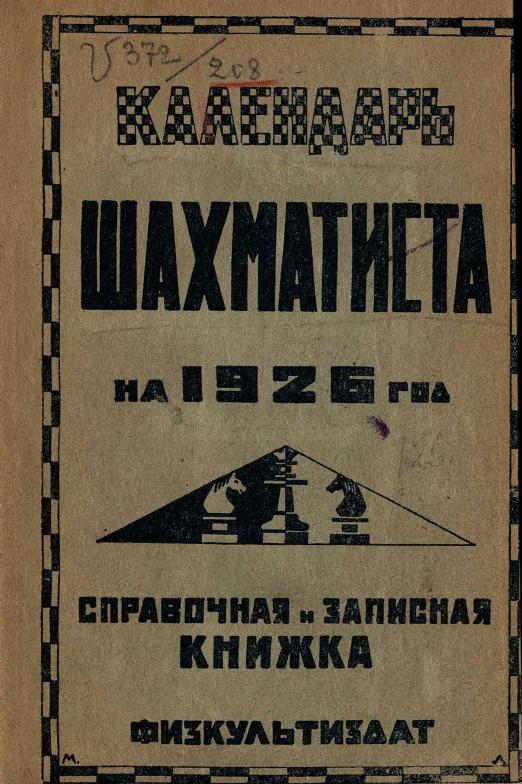 V 372/208
КАЛЕНДАРЬ
ШАХМАТИСТА
НА 1926 ГОД
СПРАВОЧНАЯ и ЗАПИСНАЯ
КНИЖКА
ФИЗКУЛЬТИЗДАТ
М. Л.